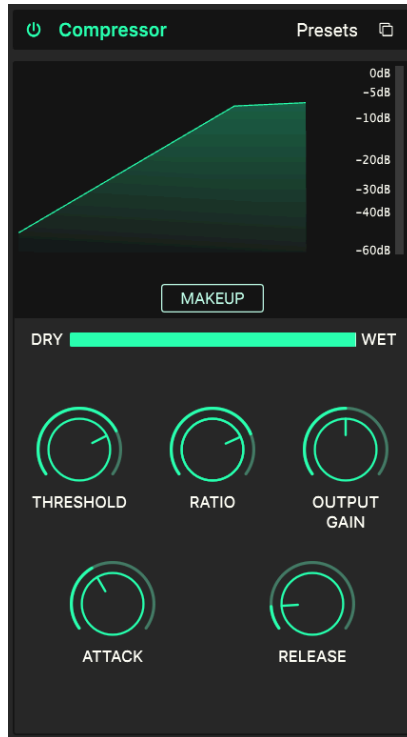 Compressor
Presets
0dB
-5dB
-10dB
-20dB
-30dB
-40dB
-60dB
MAKEUP
DRY
WET
THRESHOLD
RATIO
OUTPUT
GAIN
ATTACK
RELEASE